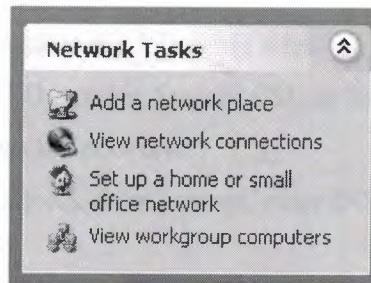 Network Tasks
Add a network place
View network connections
Set up a home or small
office network
View workgroup computers